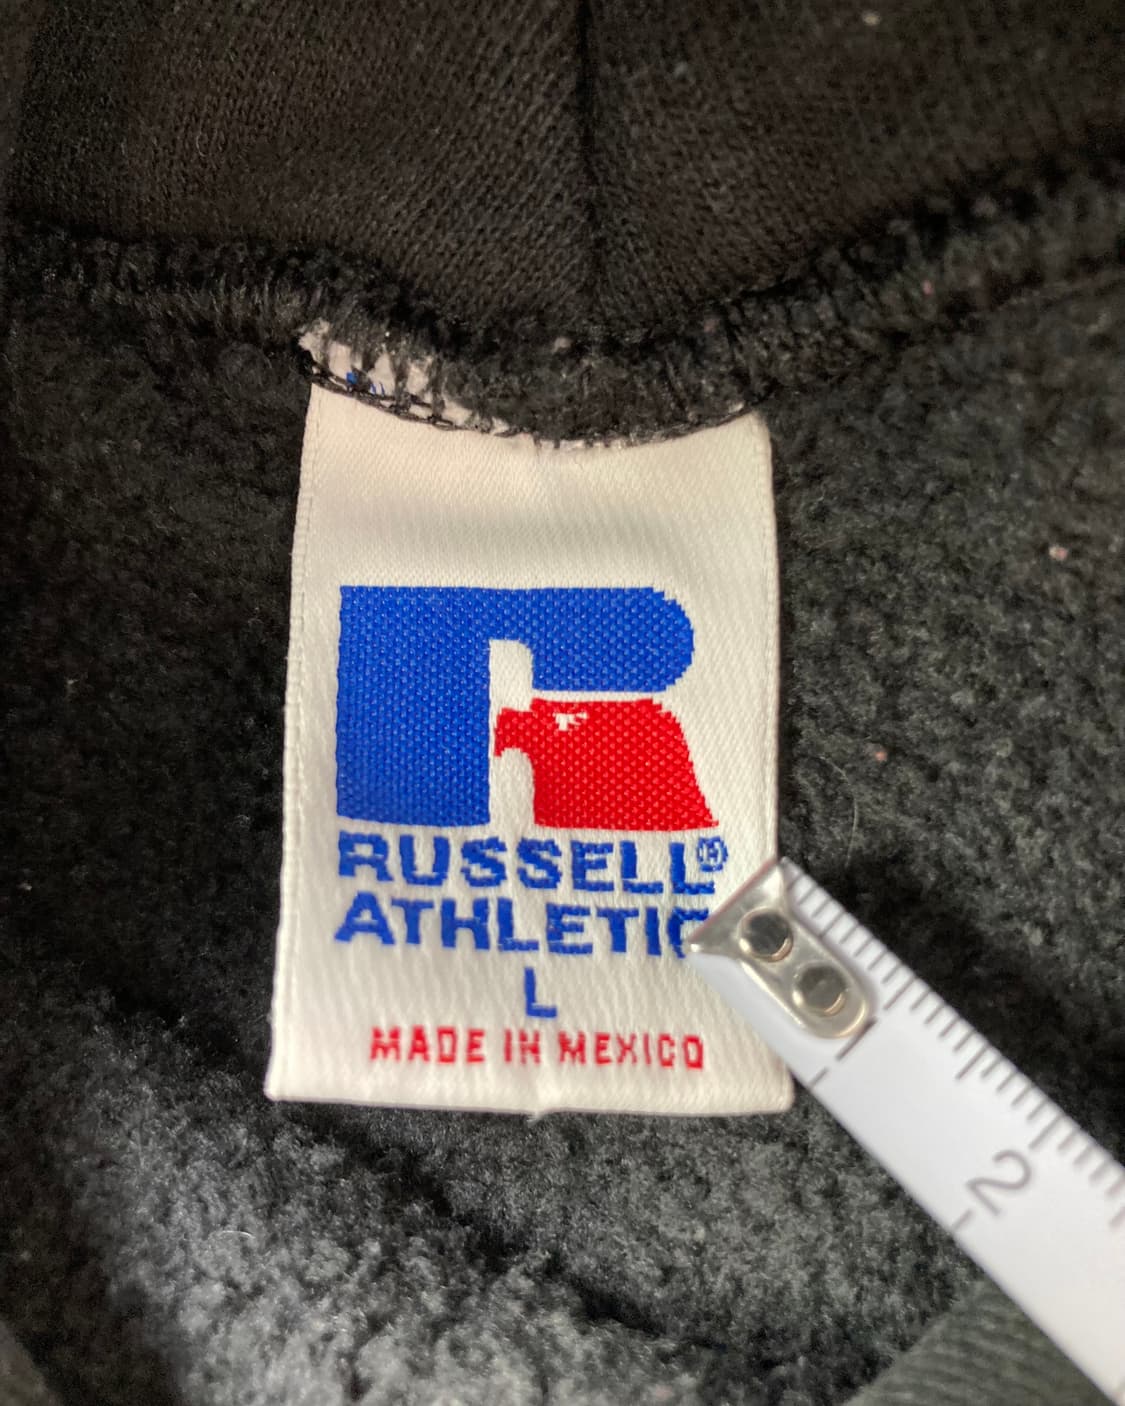 RUSSELL®
ATHLETIC
L
MADE IN MEXICO
2